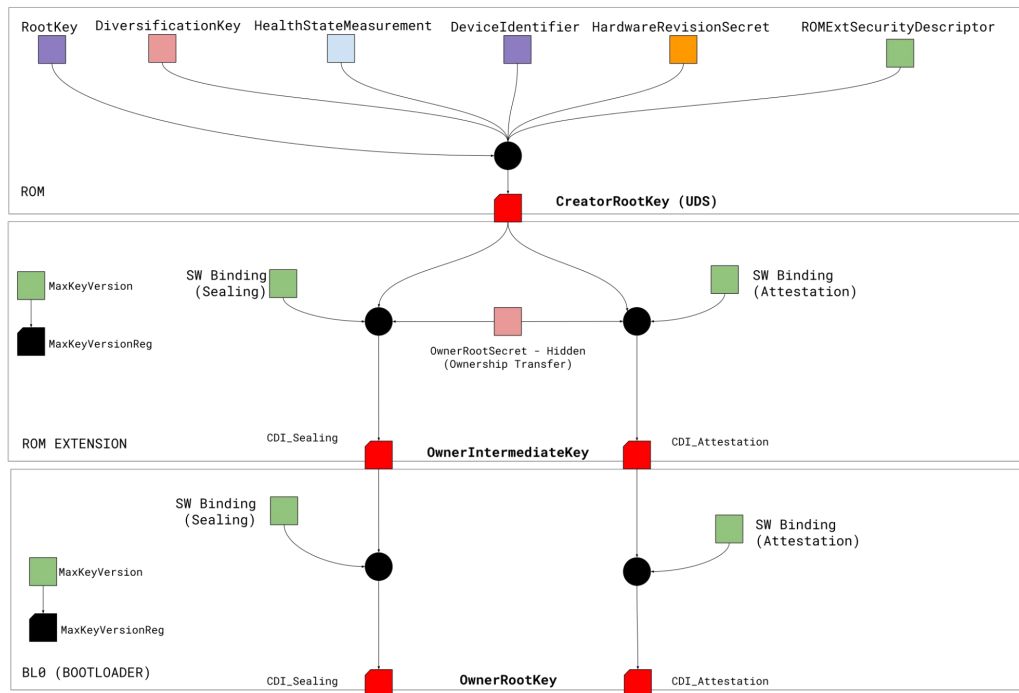 RootKey
DiversificationKey
HealthStateMeasurement
DeviceIdentifier
HardwareRevisionSecret
ROMExtSecurityDescriptor
ROM
CreatorRootKey (UDS)
MaxKeyVersion
MaxKeyVersionReg
SW Binding
(Sealing)
SW Binding
(Attestation)
OwnerRootSecret - Hidden
(Ownership Transfer)
ROM EXTENSION
CDI_Sealing
OwnerIntermediateKey
CDI_Attestation
SW Binding
(Sealing)
SW Binding
(Attestation)
MaxKeyVersion
MaxKeyVersionReg
BL0 (BOOTLOADER)
CDI_Sealing
OwnerRootKey
CDI_Attestation